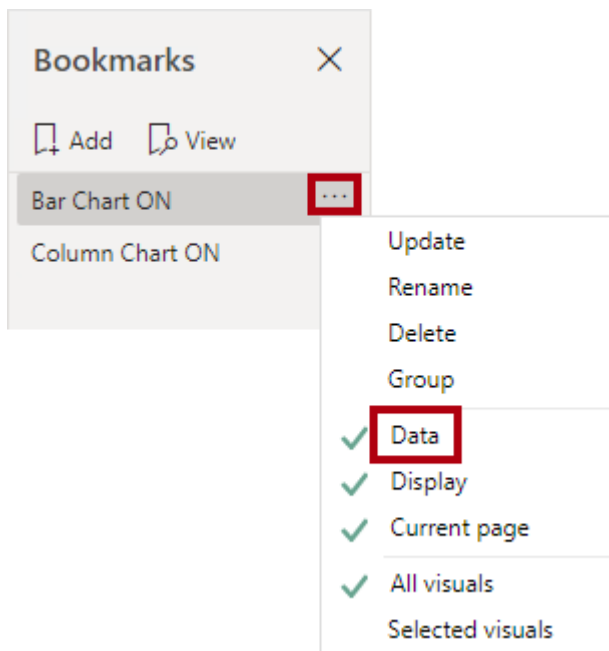 Bookmarks
Add View
Bar Chart ON ...
Column Chart ON
Update
Rename
Delete
Group
Data
Display
Current page
All visuals
Selected visuals